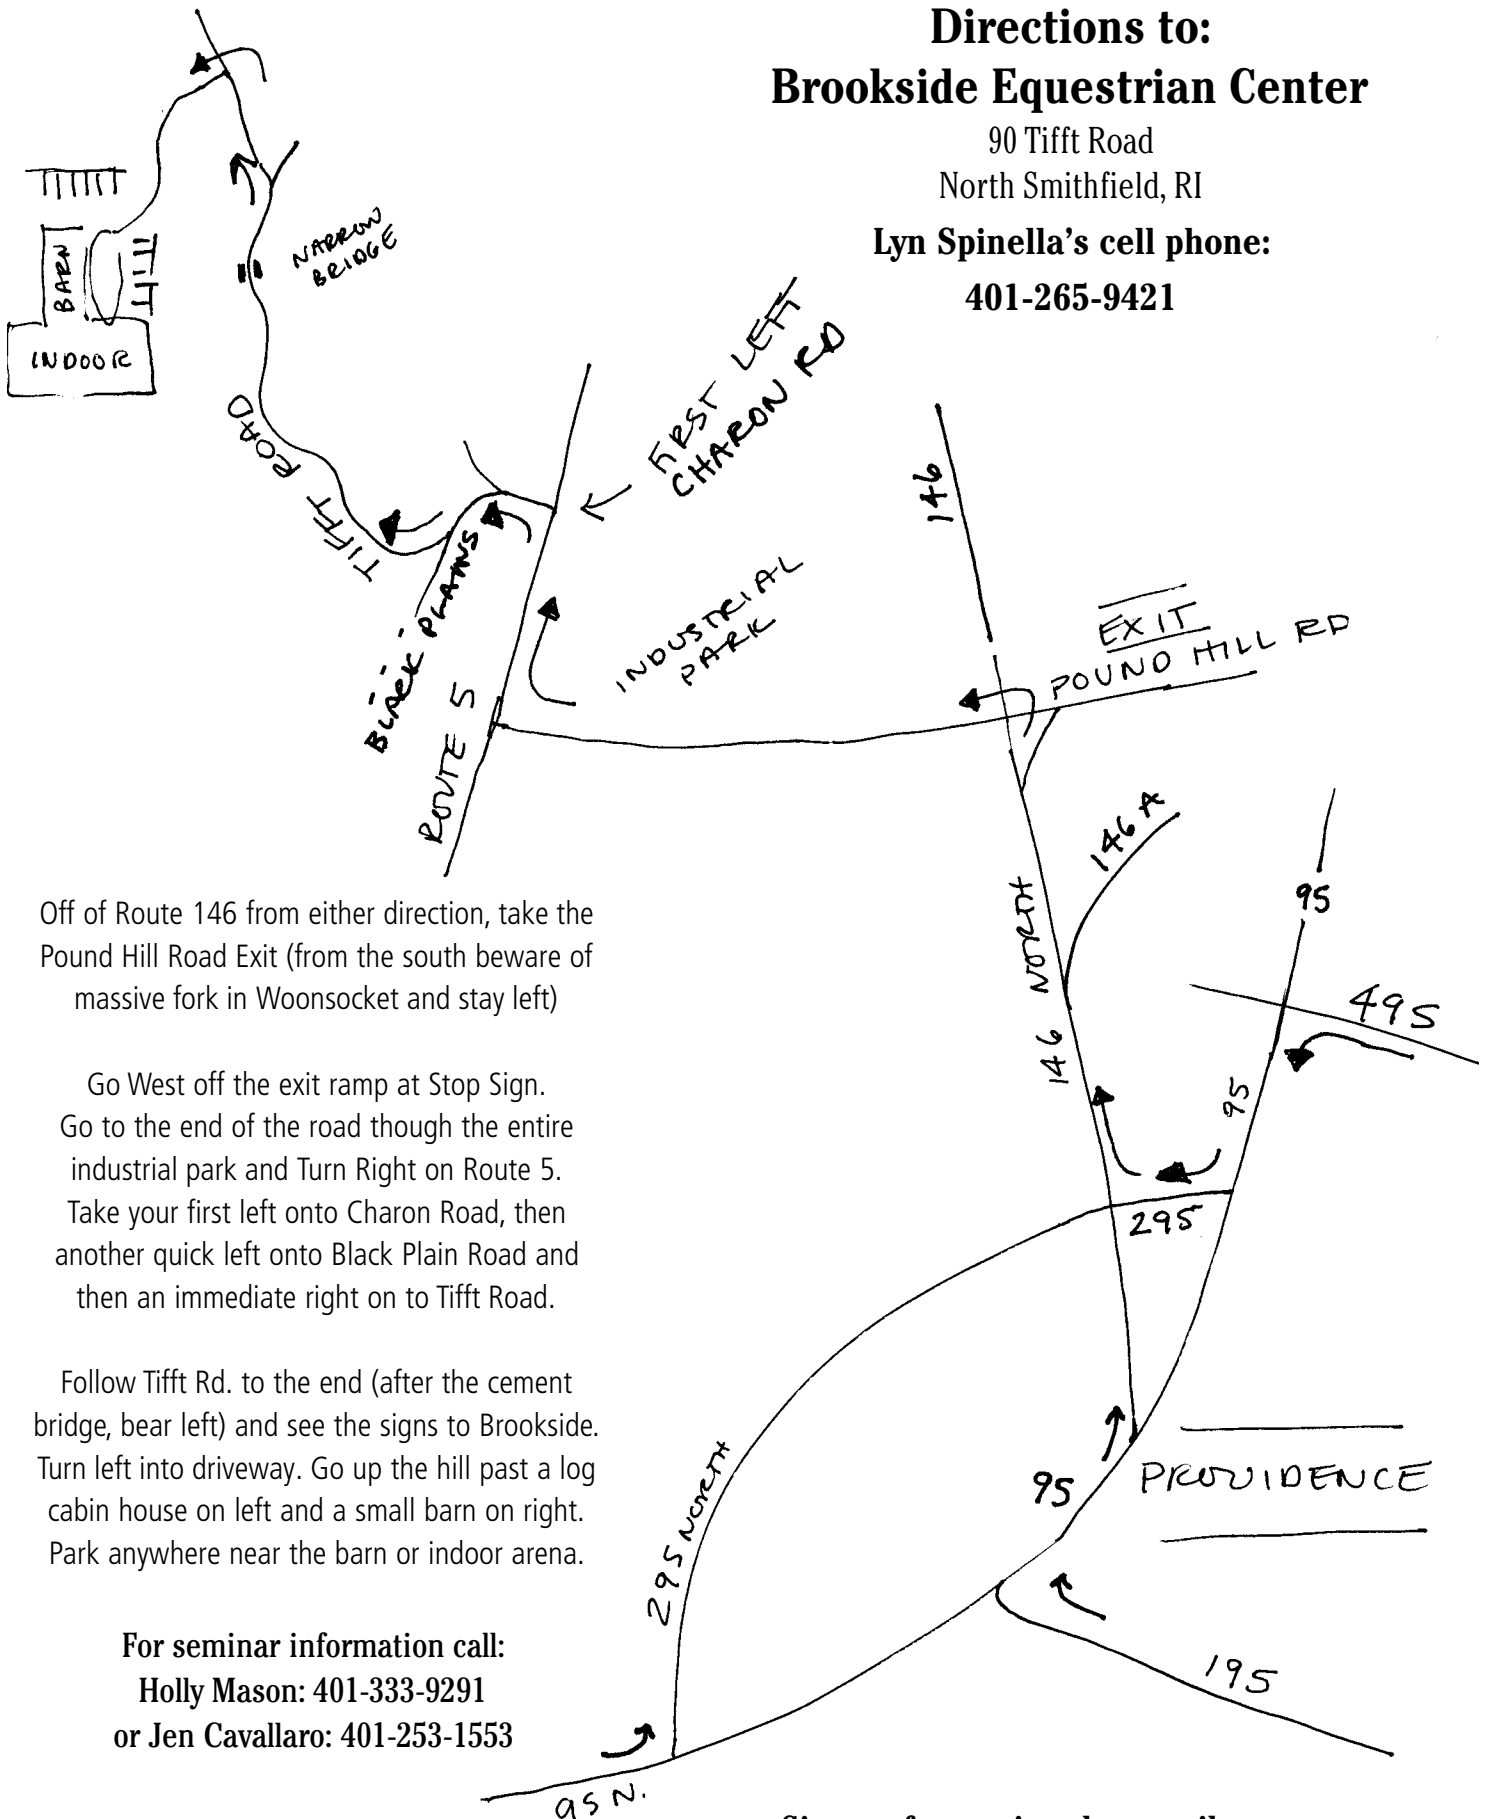 Directions to:
Brookside Equestrian Center
90 Tifft Road
North Smithfield, RI
Lyn Spinella's cell phone:
401-265-9421
NARROW
BRIDGE
BARN
INDOOR
FIRST LEFT
CHARON RD
TIFFT ROAD
BLACK PLAINS
INDUSTRIAL
PARK
ROUTE 5
146
EXIT
POUND HILL RD
146 A
146 NORTH
95
495
95
295
Off of Route 146 from either direction, take the
Pound Hill Road Exit (from the south beware of
massive fork in Woonsocket and stay left)
Go West off the exit ramp at Stop Sign.
Go to the end of the road though the entire
industrial park and Turn Right on Route 5.
Take your first left onto Charon Road, then
another quick left onto Black Plain Road and
then an immediate right on to Tifft Road.
Follow Tifft Rd. to the end (after the cement
bridge, bear left) and see the signs to Brookside.
Turn left into driveway. Go up the hill past a log
cabin house on left and a small barn on right.
Park anywhere near the barn or indoor arena.
For seminar information call:
Holly Mason: 401-333-9291
or Jen Cavallaro: 401-253-1553
295 NORTH
95
PROVIDENCE
195
95 N.